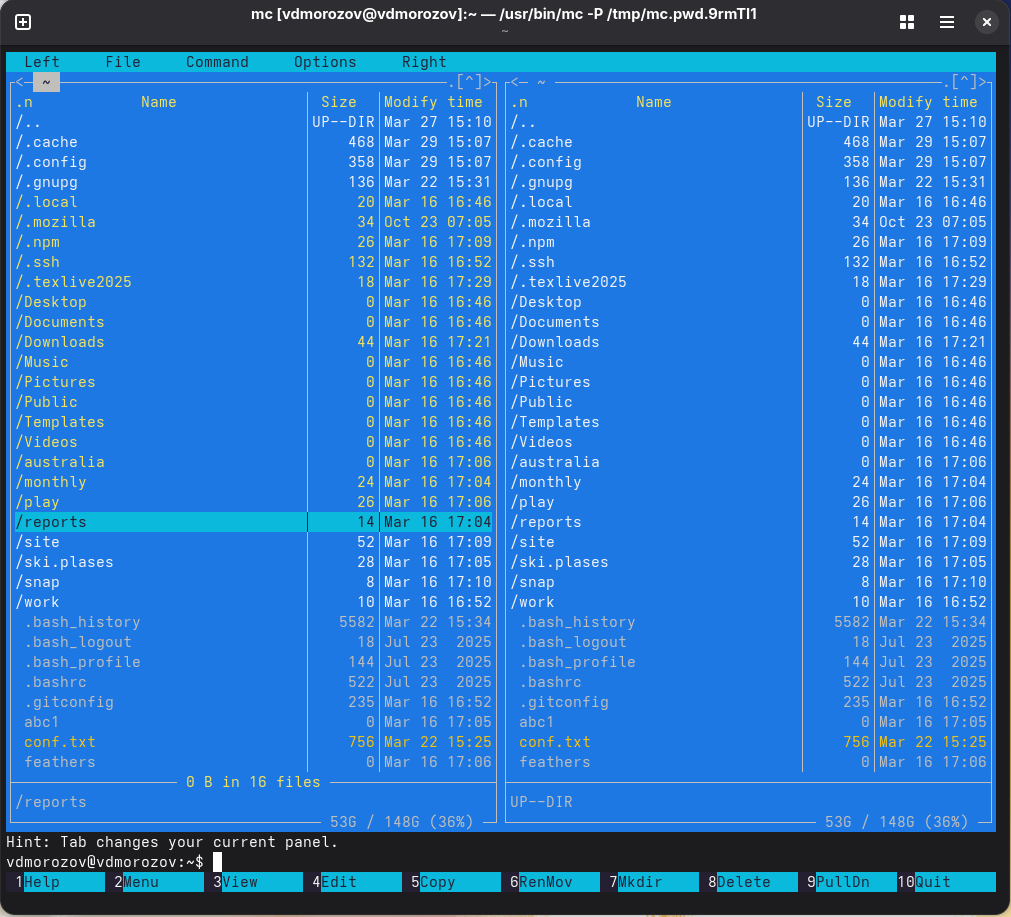 mc [vdmorozov@vdmorozov]:~ — /usr/bin/mc -P /tmp/mc.pwd.9rmTI1
~
Left File Command Options Right
<─ ~ .[^]>
.n Name Size Modify time
/.. UP--DIR Mar 27 15:10
/.cache 468 Mar 29 15:07
/.config 358 Mar 29 15:07
/.gnupg 136 Mar 22 15:31
/.local 20 Mar 16 16:46
/.mozilla 34 Oct 23 07:05
/.npm 26 Mar 16 17:09
/.ssh 132 Mar 16 16:52
/.texlive2025 18 Mar 16 17:29
/Desktop 0 Mar 16 16:46
/Documents 0 Mar 16 16:46
/Downloads 44 Mar 16 17:21
/Music 0 Mar 16 16:46
/Pictures 0 Mar 16 16:46
/Public 0 Mar 16 16:46
/Templates 0 Mar 16 16:46
/Videos 0 Mar 16 16:46
/australia 0 Mar 16 17:06
/monthly 24 Mar 16 17:04
/play 26 Mar 16 17:06
/reports 14 Mar 16 17:04
/site 52 Mar 16 17:09
/ski.plases 28 Mar 16 17:05
/snap 8 Mar 16 17:10
/work 10 Mar 16 16:52
.bash_history 5582 Mar 22 15:34
.bash_logout 18 Jul 23 2025
.bash_profile 144 Jul 23 2025
.bashrc 522 Jul 23 2025
.gitconfig 235 Mar 16 16:52
abc1 0 Mar 16 17:05
conf.txt 756 Mar 22 15:25
feathers 0 Mar 16 17:06
0 B in 16 files
/reports
53G / 148G (36%)
<─ ~ .[^]>
.n Name Size Modify time
/.. UP--DIR Mar 27 15:10
/.cache 468 Mar 29 15:07
/.config 358 Mar 29 15:07
/.gnupg 136 Mar 22 15:31
/.local 20 Mar 16 16:46
/.mozilla 34 Oct 23 07:05
/.npm 26 Mar 16 17:09
/.ssh 132 Mar 16 16:52
/.texlive2025 18 Mar 16 17:29
/Desktop 0 Mar 16 16:46
/Documents 0 Mar 16 16:46
/Downloads 44 Mar 16 17:21
/Music 0 Mar 16 16:46
/Pictures 0 Mar 16 16:46
/Public 0 Mar 16 16:46
/Templates 0 Mar 16 16:46
/Videos 0 Mar 16 16:46
/australia 0 Mar 16 17:06
/monthly 24 Mar 16 17:04
/play 26 Mar 16 17:06
/reports 14 Mar 16 17:04
/site 52 Mar 16 17:09
/ski.plases 28 Mar 16 17:05
/snap 8 Mar 16 17:10
/work 10 Mar 16 16:52
.bash_history 5582 Mar 22 15:34
.bash_logout 18 Jul 23 2025
.bash_profile 144 Jul 23 2025
.bashrc 522 Jul 23 2025
.gitconfig 235 Mar 16 16:52
abc1 0 Mar 16 17:05
conf.txt 756 Mar 22 15:25
feathers 0 Mar 16 17:06
UP--DIR
53G / 148G (36%)
Hint: Tab changes your current panel.
vdmorozov@vdmorozov:~$
1Help 2Menu 3View 4Edit 5Copy 6RenMov 7Mkdir 8Delete 9PullDn 10Quit